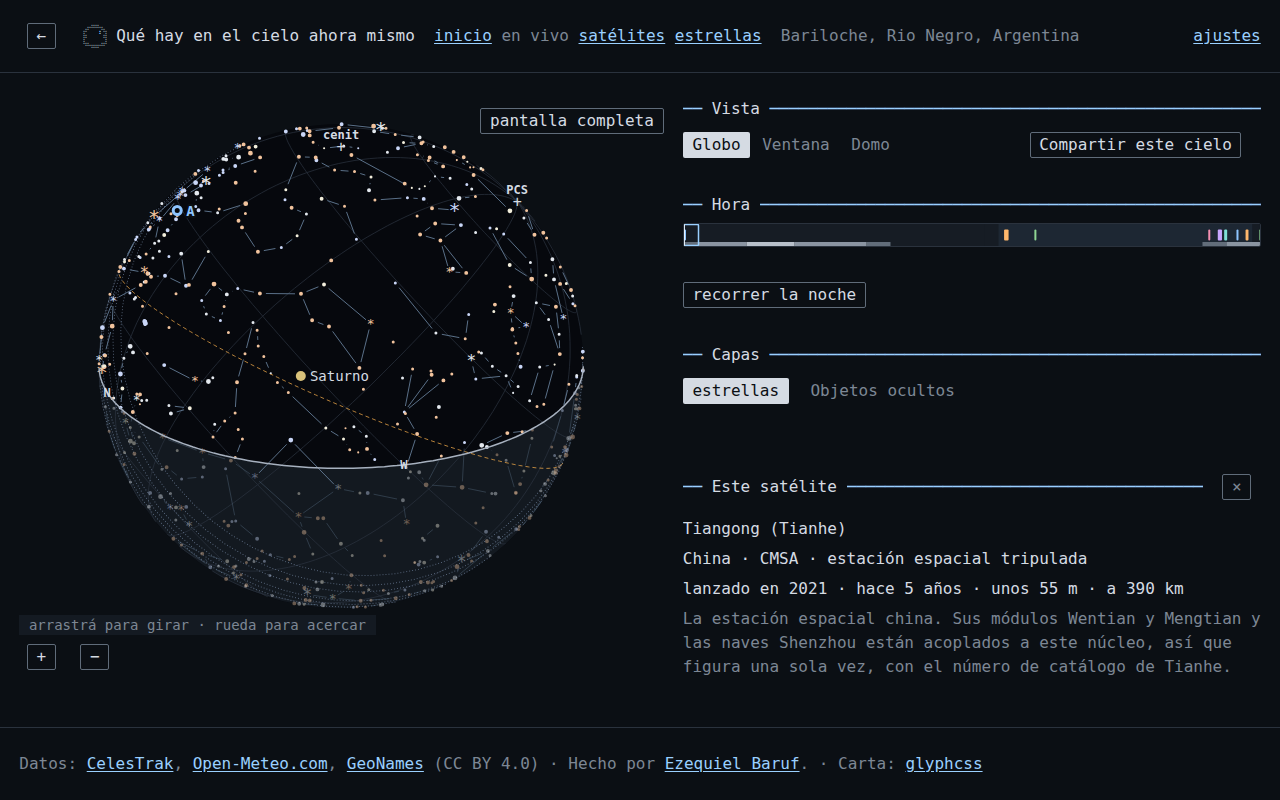 ← Qué hay en el cielo ahora mismo inicio en vivo satélites estrellas Bariloche, Rio Negro, Argentina ajustes
pantalla completa
cenit
PCS
A
Saturno
N
W
arrastrá para girar · rueda para acercar
+ −
Vista
Globo Ventana Domo Compartir este cielo
Hora
recorrer la noche
Capas
estrellas Objetos ocultos
Este satélite ×
Tiangong (Tianhe)
China · CMSA · estación espacial tripulada
lanzado en 2021 · hace 5 años · unos 55 m · a 390 km
La estación espacial china. Sus módulos Wentian y Mengtian y
las naves Shenzhou están acoplados a este núcleo, así que
figura una sola vez, con el número de catálogo de Tianhe.
Datos: CelesTrak, Open-Meteo.com, GeoNames (CC BY 4.0) · Hecho por Ezequiel Baruf. · Carta: glyphcss